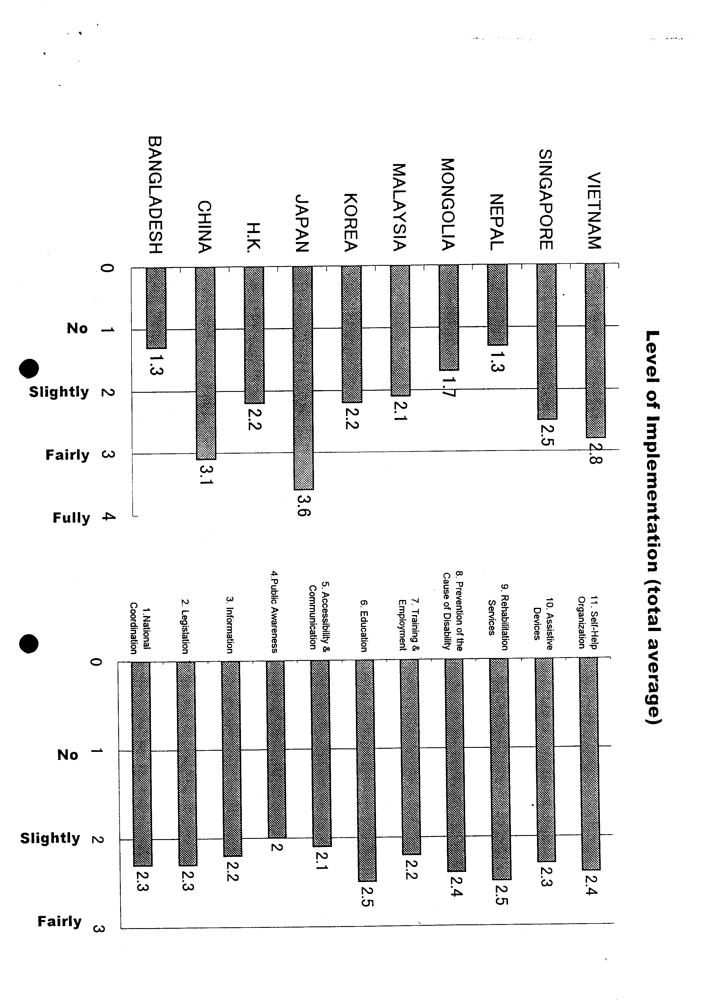 Level of Implementation (total average)
VIETNAM
2.8
SINGAPORE
2.5
NEPAL
1.3
MONGOLIA
1.7
MALAYSIA
2.1
KOREA
2.2
JAPAN
3.6
H.K.
2.2
CHINA
3.1
BANGLADESH
1.3
0 1 2 3 4
No Slightly Fairly Fully
11. Self-Help
Organization
2.4
10. Assistive
Devices
2.3
9. Rehabilitation
Services
2.5
8. Prevention of the
Cause of Disability
2.4
7. Training &
Employment
2.2
6. Education
2.5
5. Accessibility &
Communication
2.1
4.Public Awareness
2
3. Information
2.2
2. Legislation
2.3
1.National
Coordination
2.3
0 1 2 3
No Slightly Fairly